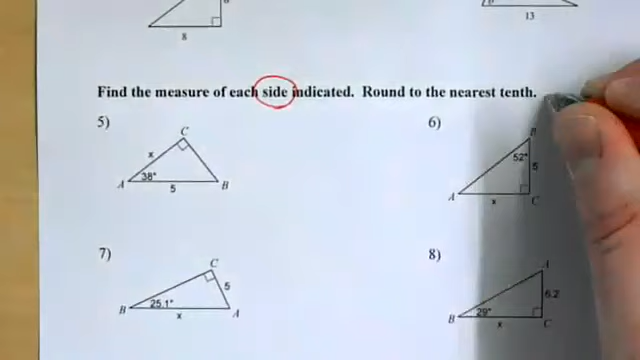 8
13
Find the measure of each side indicated. Round to the nearest tenth.
5)
C
x
A
38°
5
B
6)
B
52°
5
A
x
C
7)
C
5
B
25.1°
x
A
8)
A
6.2
B
29°
x
C